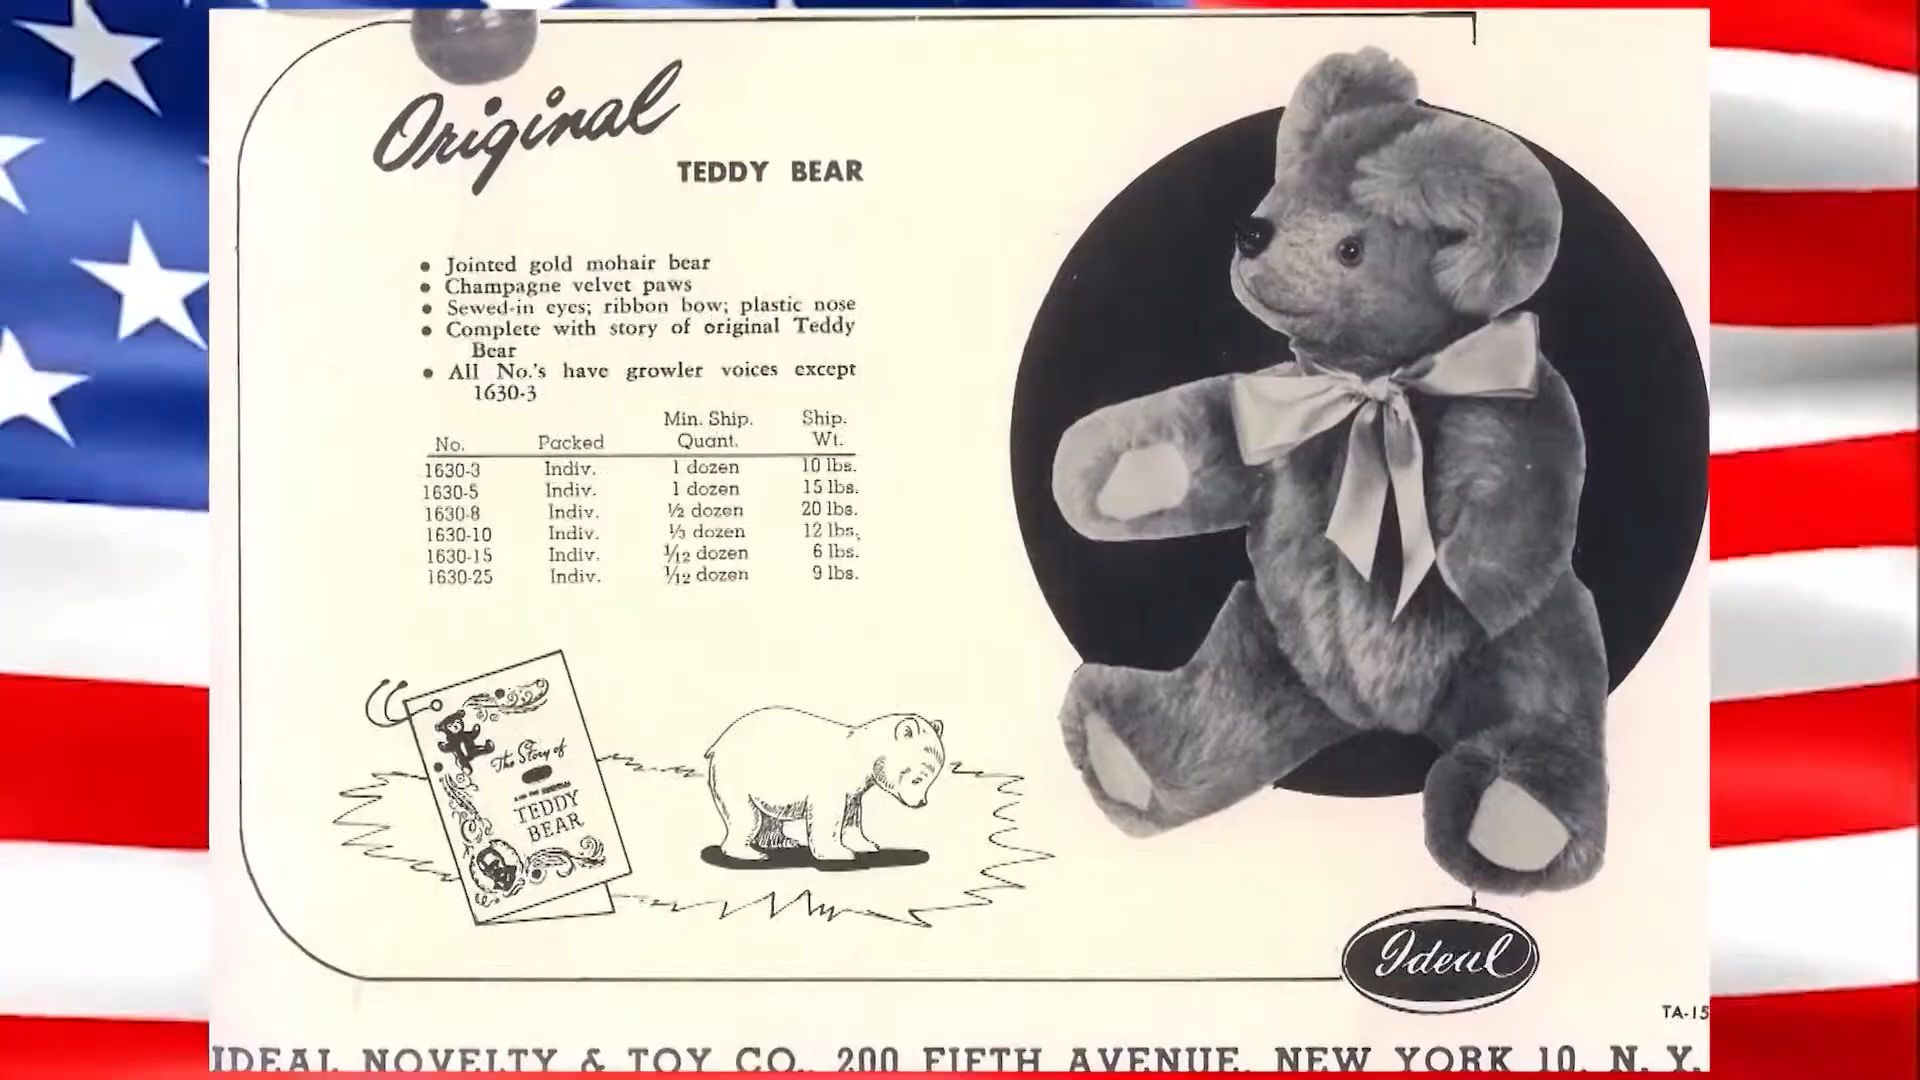 Original
TEDDY BEAR
• Jointed gold mohair bear
• Champagne velvet paws
• Sewed-in eyes; ribbon bow; plastic nose
• Complete with story of original Teddy
Bear
• All No.'s have growler voices except
1630-3
No. Packed Min. Ship. Quant. Ship. Wt.
1630-3 Indiv. 1 dozen 10 lbs.
1630-5 Indiv. 1 dozen 15 lbs.
1630-8 Indiv. ½ dozen 20 lbs.
1630-10 Indiv. ⅓ dozen 12 lbs.
1630-15 Indiv. 1/12 dozen 6 lbs.
1630-25 Indiv. 1/12 dozen 9 lbs.
The Story of
TEDDY
BEAR
Ideal
TA-15
IDEAL NOVELTY & TOY CO., 200 FIFTH AVENUE, NEW YORK 10, N. Y.